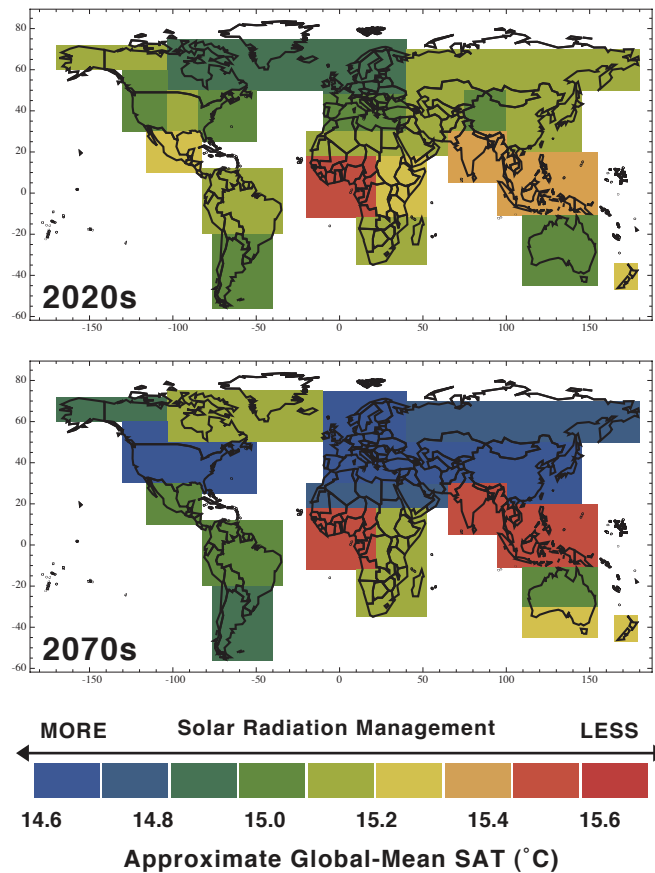 80
60
40
20
0
-20
-40
-60
2020s
-150 -100 -50 0 50 100 150
80
60
40
20
0
-20
-40
-60
2070s
-150 -100 -50 0 50 100 150
MORE Solar Radiation Management LESS
14.6 14.8 15.0 15.2 15.4 15.6
Approximate Global-Mean SAT (˚C)